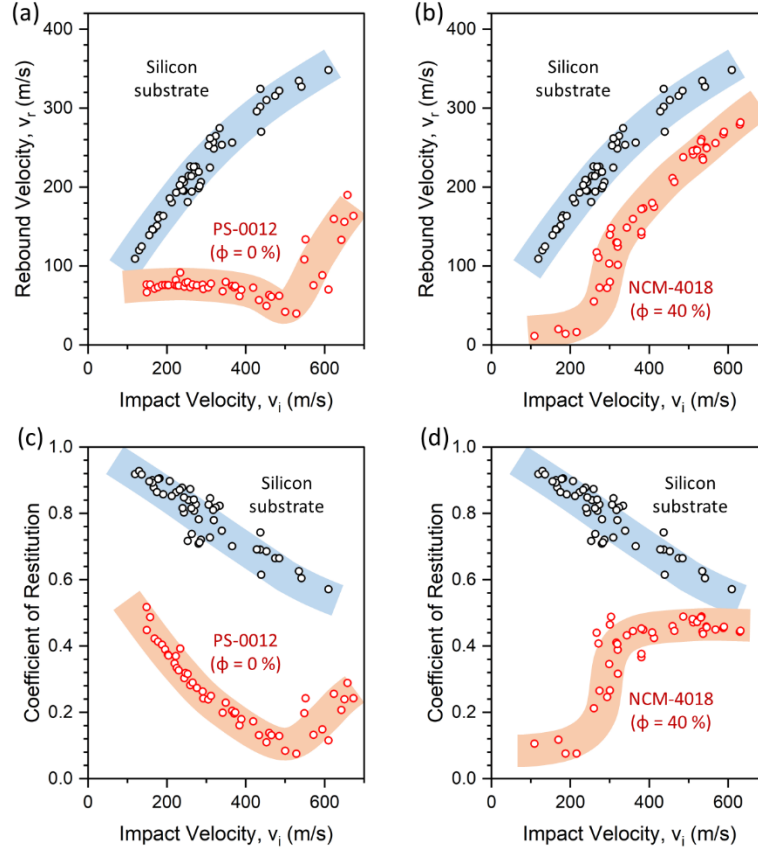 (a)
400
300
200
100
0
Rebound Velocity, vᵣ (m/s)
Silicon
substrate
PS-0012
(ϕ = 0 %)
0 200 400 600
Impact Velocity, vᵢ (m/s)
(b)
400
300
200
100
0
Rebound Velocity, vᵣ (m/s)
Silicon
substrate
NCM-4018
(ϕ = 40 %)
0 200 400 600
Impact Velocity, vᵢ (m/s)
(c)
1.0
0.8
0.6
0.4
0.2
0.0
Coefficient of Restitution
Silicon
substrate
PS-0012
(ϕ = 0 %)
0 200 400 600
Impact Velocity, vᵢ (m/s)
(d)
1.0
0.8
0.6
0.4
0.2
0.0
Coefficient of Restitution
Silicon
substrate
NCM-4018
(ϕ = 40 %)
0 200 400 600
Impact Velocity, vᵢ (m/s)